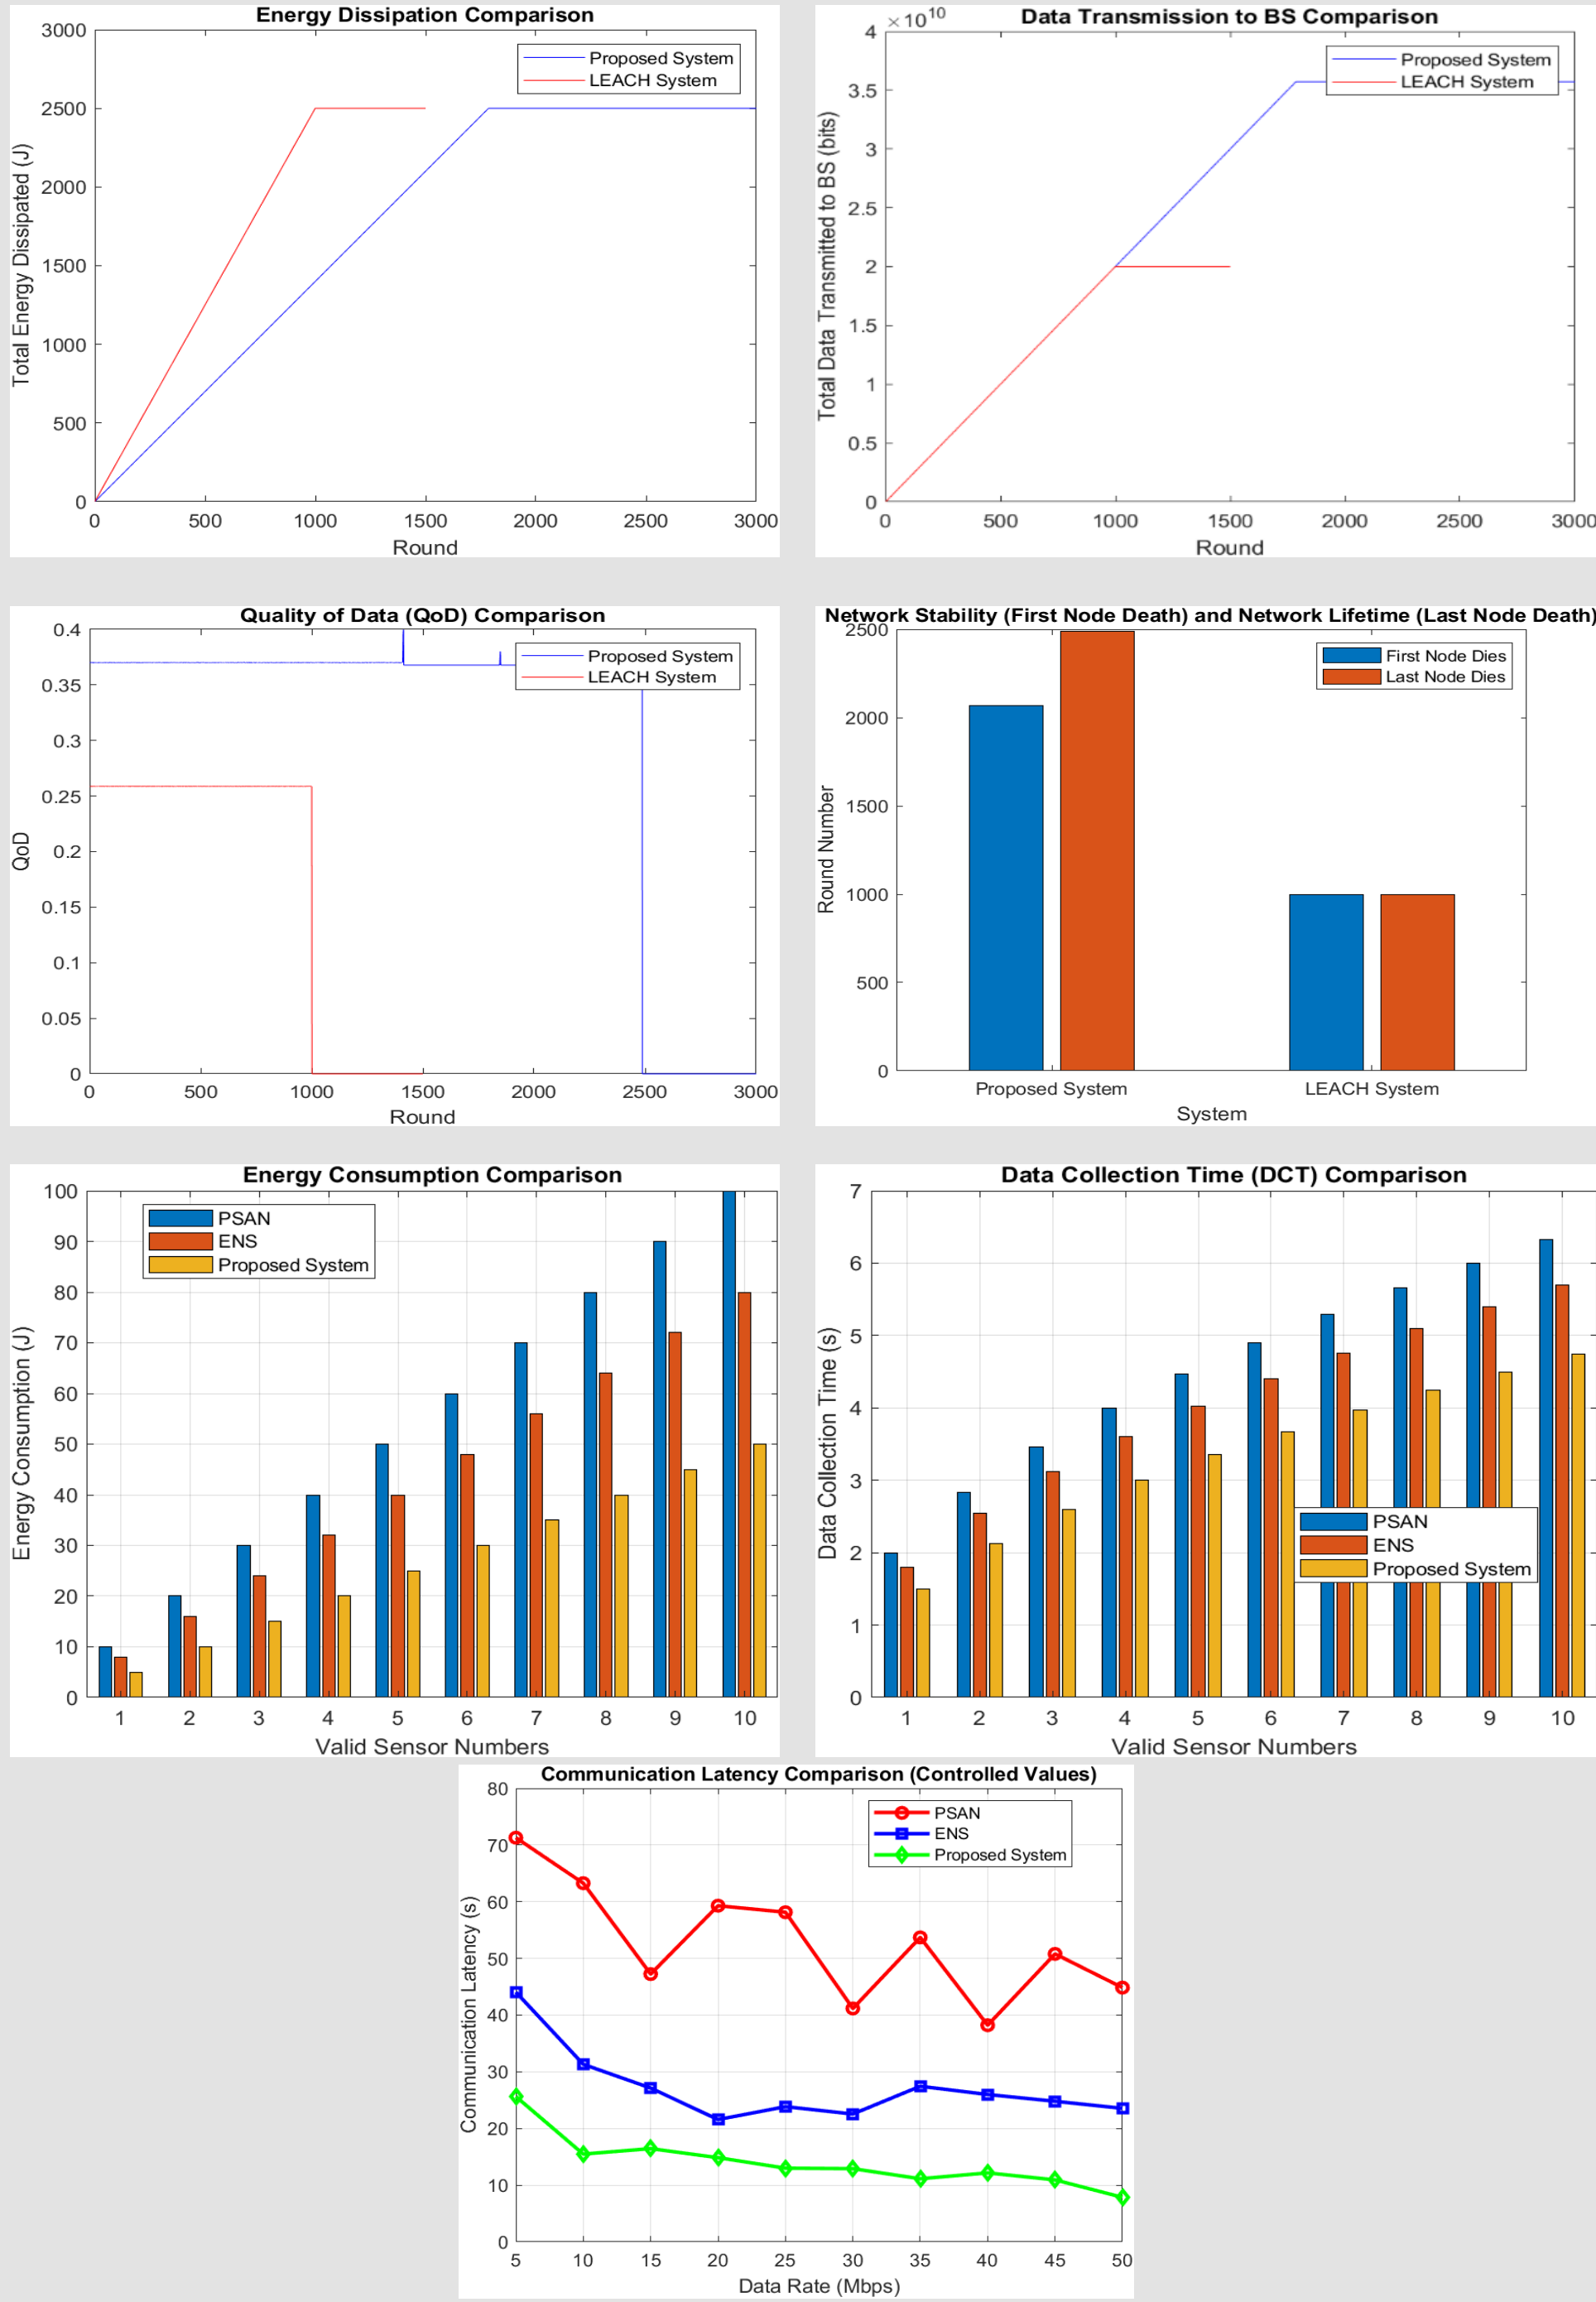 Energy Dissipation Comparison
3000
2500
2000
1500
1000
500
0
Total Energy Dissipated (J)
Proposed System
LEACH System
0 500 1000 1500 2000 2500 3000
Round
Data Transmission to BS Comparison
×10^10
4
3.5
3
2.5
2
1.5
1
0.5
0
Total Data Transmitted to BS (bits)
Proposed System
LEACH System
0 500 1000 1500 2000 2500 3000
Round
Quality of Data (QoD) Comparison
0.4
0.35
0.3
0.25
0.2
0.15
0.1
0.05
0
QoD
Proposed System
LEACH System
0 500 1000 1500 2000 2500 3000
Round
Network Stability (First Node Death) and Network Lifetime (Last Node Death)
2500
2000
1500
1000
500
0
Round Number
First Node Dies
Last Node Dies
Proposed System LEACH System
System
Energy Consumption Comparison
100
90
80
70
60
50
40
30
20
10
0
Energy Consumption (J)
PSAN
ENS
Proposed System
1 2 3 4 5 6 7 8 9 10
Valid Sensor Numbers
Data Collection Time (DCT) Comparison
7
6
5
4
3
2
1
0
Data Collection Time (s)
PSAN
ENS
Proposed System
1 2 3 4 5 6 7 8 9 10
Valid Sensor Numbers
Communication Latency Comparison (Controlled Values)
80
70
60
50
40
30
20
10
0
Communication Latency (s)
PSAN
ENS
Proposed System
5 10 15 20 25 30 35 40 45 50
Data Rate (Mbps)